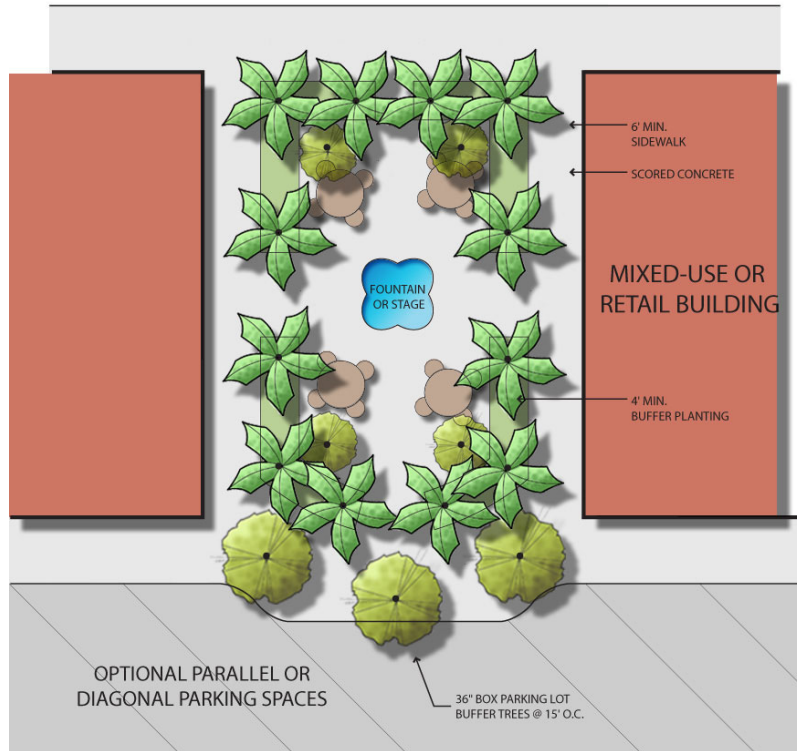 6' MIN.
SIDEWALK
SCORED CONCRETE
MIXED-USE OR
RETAIL BUILDING
FOUNTAIN
OR STAGE
4' MIN.
BUFFER PLANTING
OPTIONAL PARALLEL OR
DIAGONAL PARKING SPACES
36" BOX PARKING LOT
BUFFER TREES @ 15' O.C.